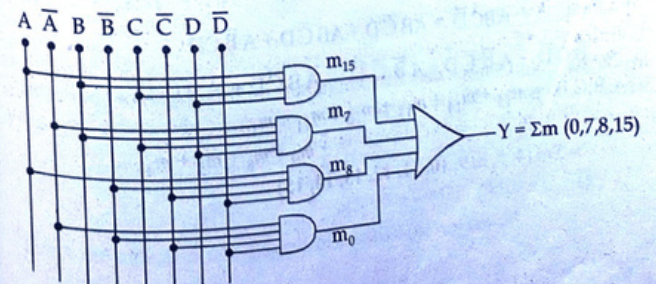 A A̅ B B̅ C C̅ D D̅
m₁₅
m₇
Y = Σm (0,7,8,15)
m₈
m₀